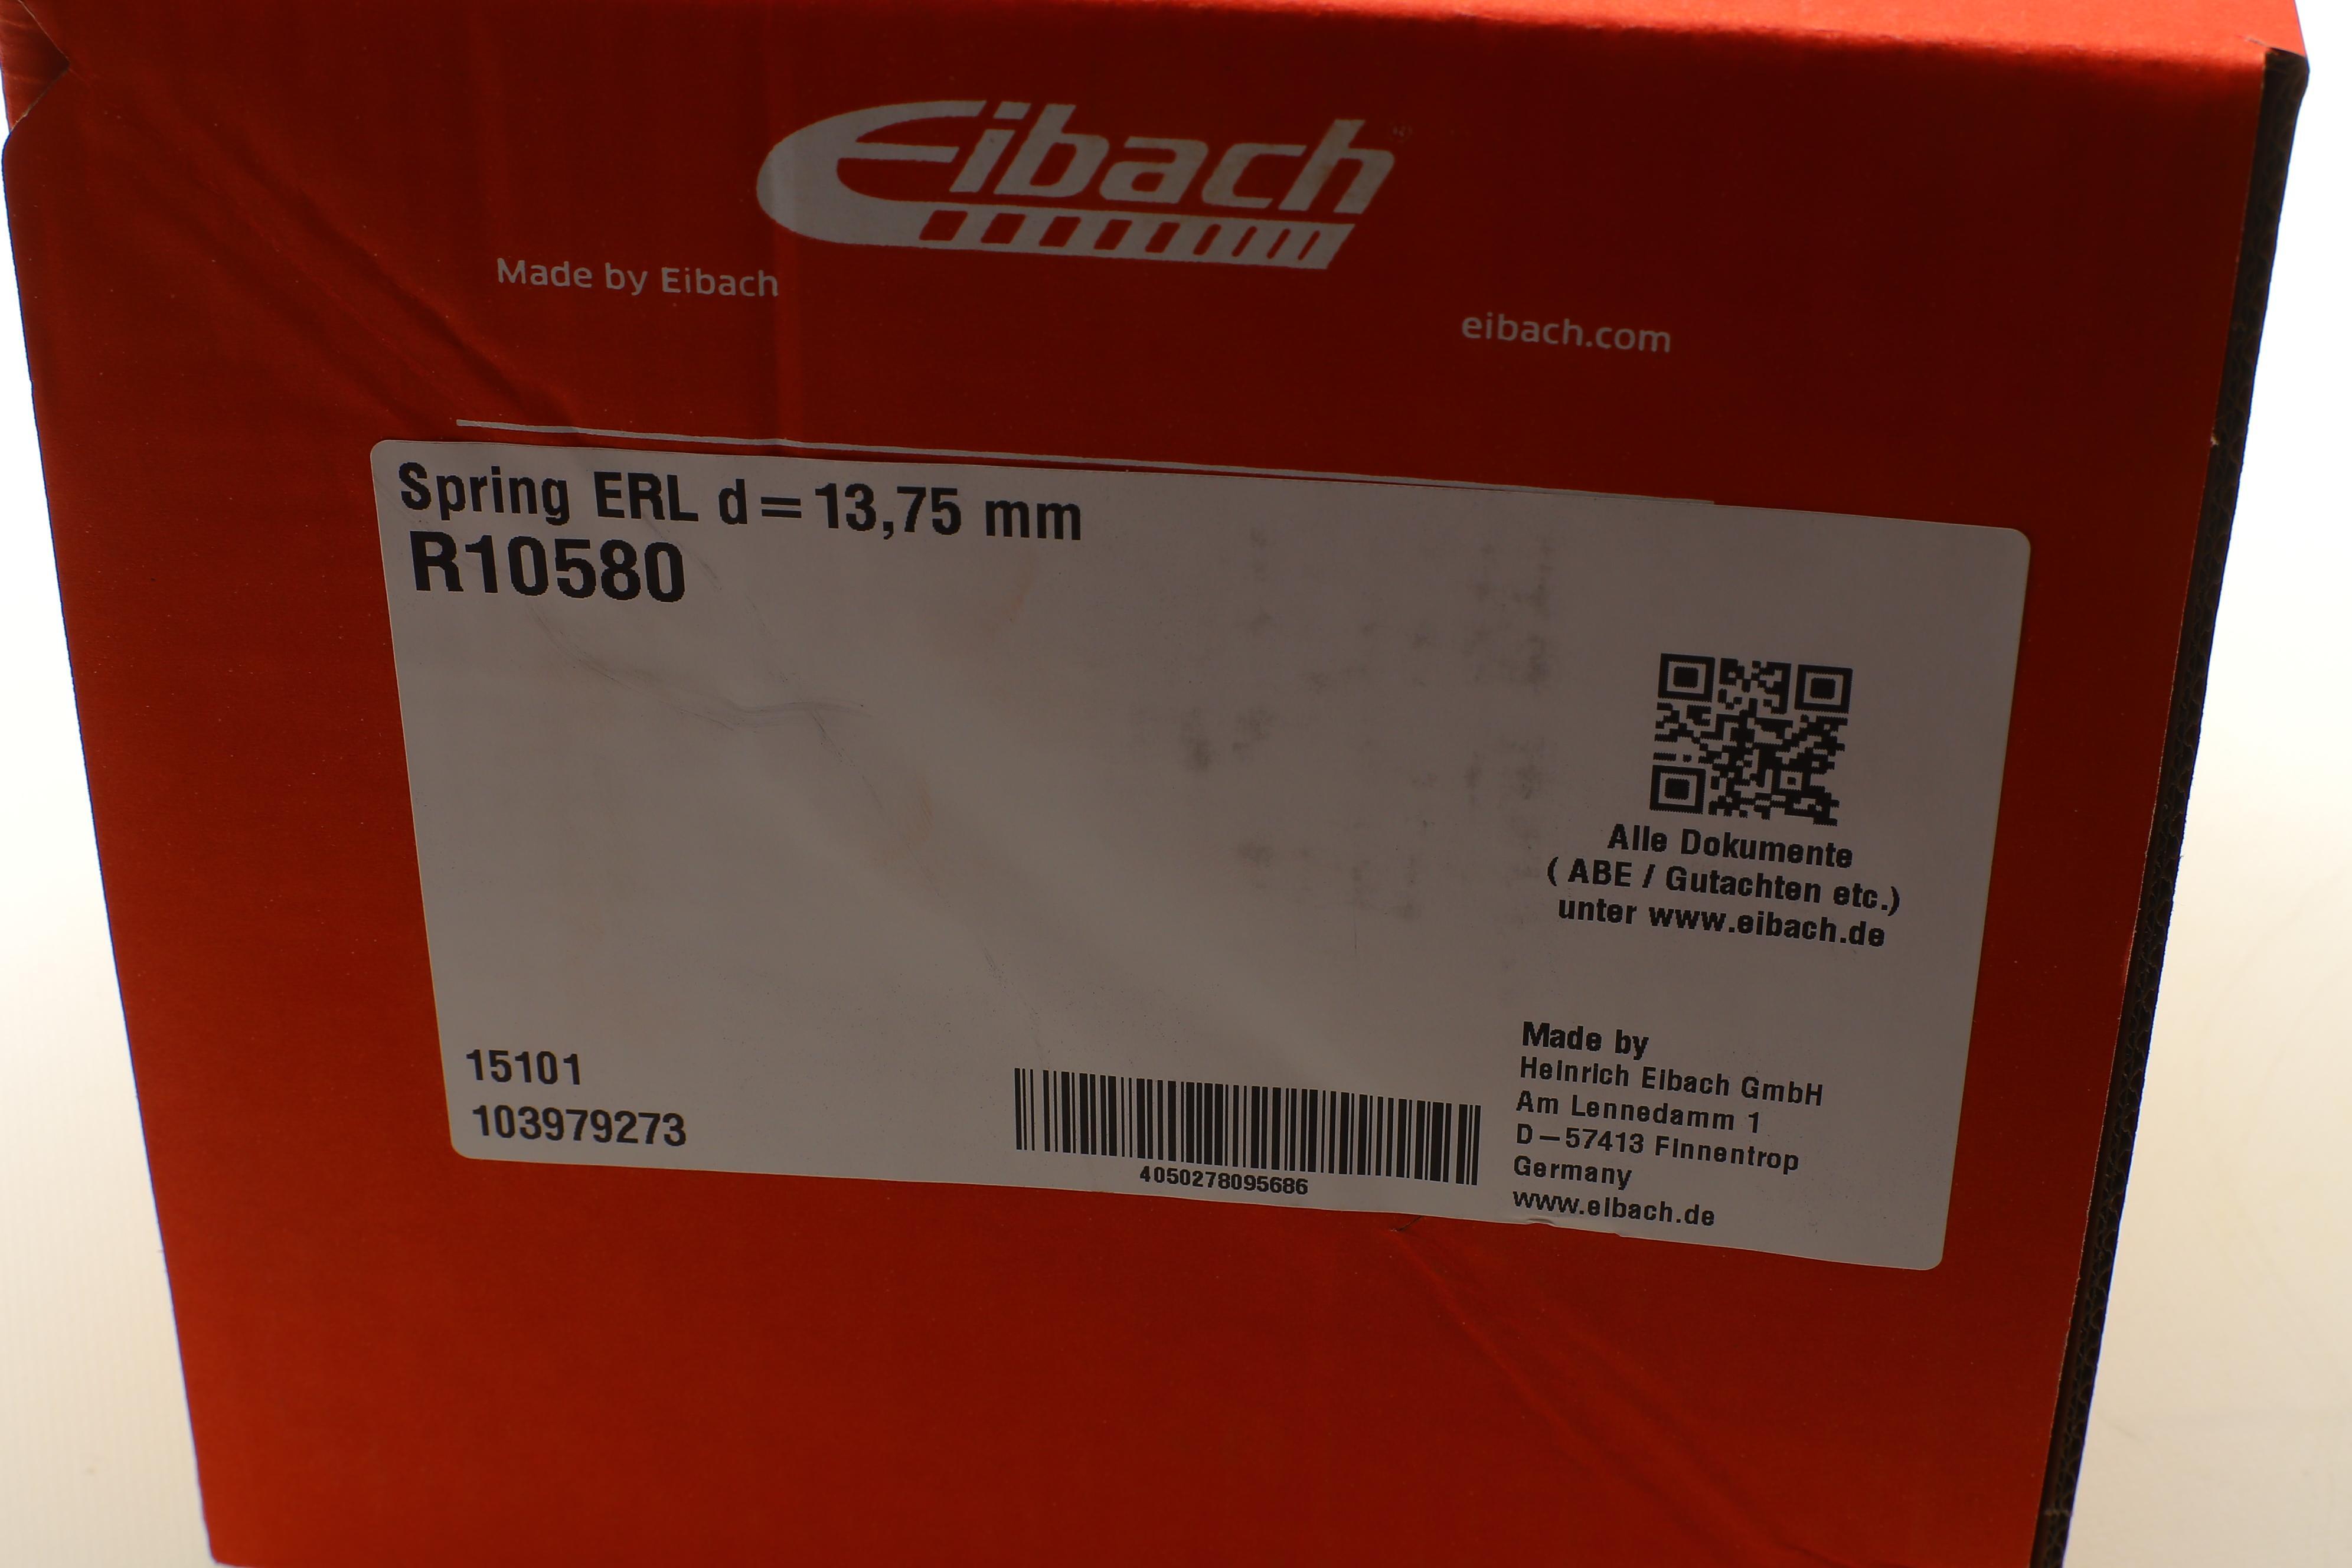 Eibach
Made by Eibach
eibach.com
Spring ERL d=13,75 mm
R10580
Alle Dokumente
( ABE / Gutachten etc.)
unter www.eibach.de
15101
103979273
4050278095686
Made by
Heinrich Eibach GmbH
Am Lennedamm 1
D-57413 Finnentrop
Germany
www.eibach.de